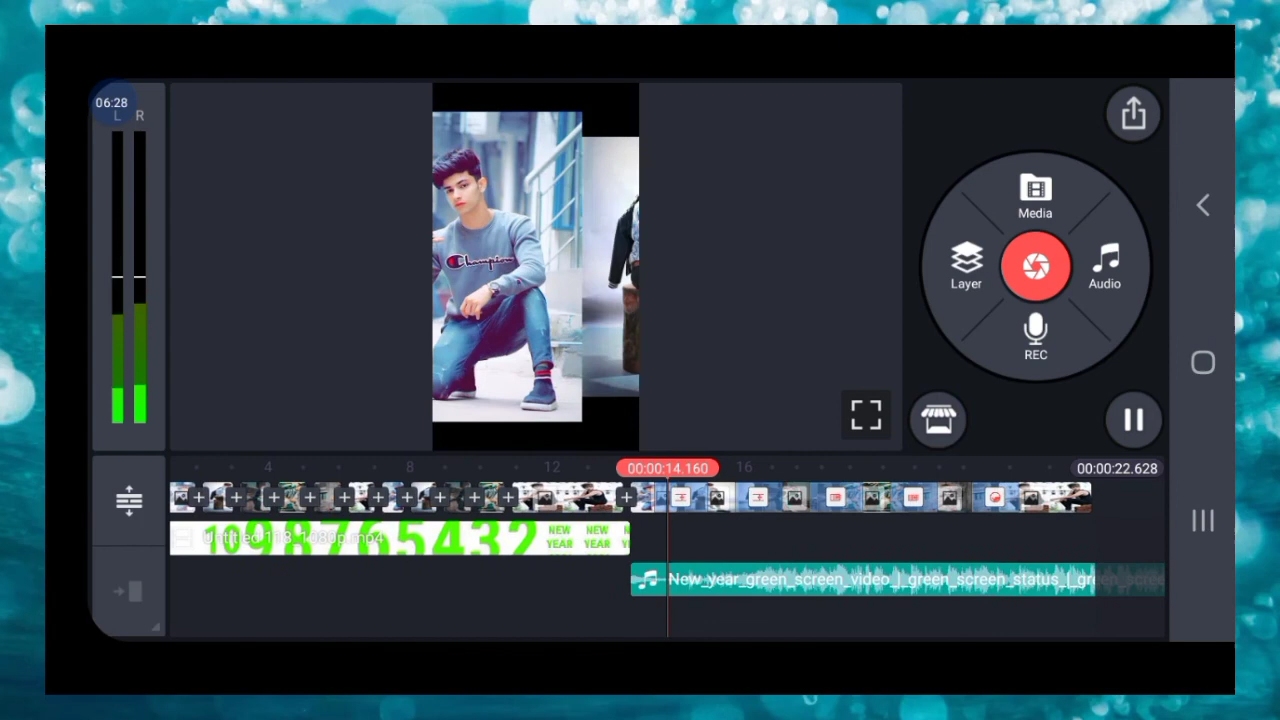 06:28
L R
Champion
Media
Layer
Audio
REC
4 8 12 00:00:14.160 16 00:00:22.628
10 9 8 7 6 5 4 3 2
NEW YEAR NEW YEAR
New_year_green_screen_video_|_green_screen_status_|_green_screen